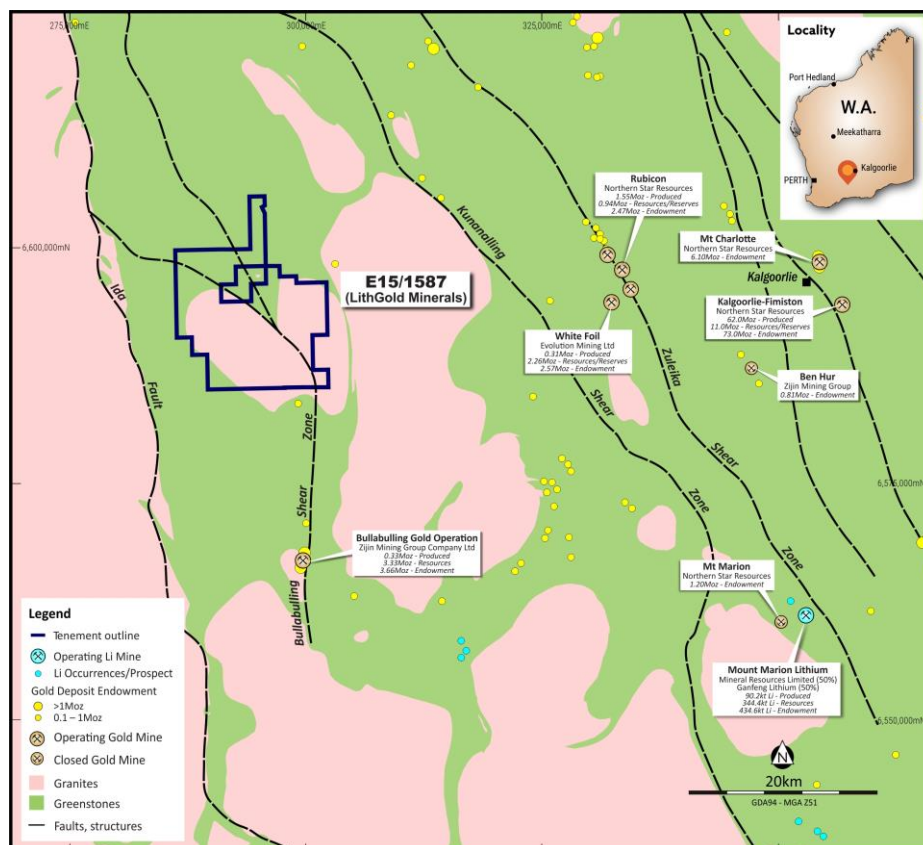 275,000mE
300,000mE
325,000mE
Locality
Port Hedland
W.A.
Meekatharra
PERTH
Kalgoorlie
Rubicon
Northern Star Resources
1.55Moz - Produced
0.94Moz - Resources/Reserves
2.47Moz - Endowment
Kunanalling
Mt Charlotte
Northern Star Resources
6.10Moz - Endowment
6,600,000mN
Kalgoorlie
E15/1587
(LithGold Minerals)
Ida
Kalgoorlie-Fimiston
Northern Star Resources
62.0Moz - Produced
11.0Moz - Resources/Reserves
73.0Moz - Endowment
White Foil
Evolution Mining Ltd
0.31Moz - Produced
2.26Moz - Resources/Reserves
2.57Moz - Endowment
Zuleika
Ben Hur
Zijin Mining Group
0.81Moz - Endowment
Fault
Shear
Zone
Shear
Shear
Zone
6,575,000mN
Bullabulling Gold Operation
Zijin Mining Group Company Ltd
0.33Moz - Produced
3.33Moz - Resources
3.66Moz - Endowment
Zone
Mt Marion
Northern Star Resources
1.20Moz - Endowment
Bullabulling
Mount Marion Lithium
Mineral Resources Limited (50%)
Ganfeng Lithium (50%)
90.2kt Li - Produced
344.4kt Li - Resources
434.6kt Li - Endowment
6,550,000mN
Legend
Tenement outline
Operating Li Mine
Li Occurrences/Prospect
Gold Deposit Endowment
>1Moz
0.1 – 1Moz
Operating Gold Mine
Closed Gold Mine
Granites
Greenstones
Faults, structures
N
20km
GDA94 - MGA Z51